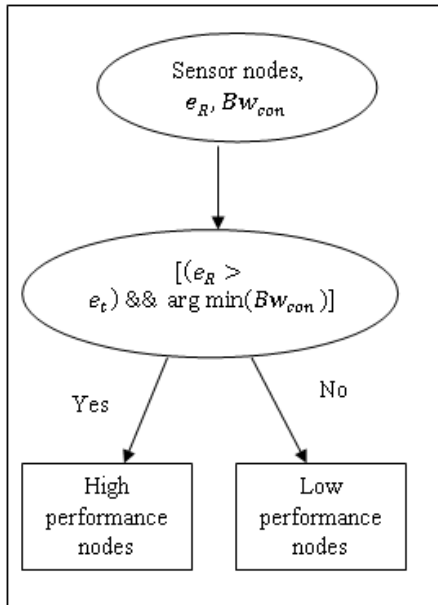 Sensor nodes,
e_R, Bw_con
[(e_R >
e_t) && arg min(Bw_con)]
Yes
No
High
performance
nodes
Low
performance
nodes